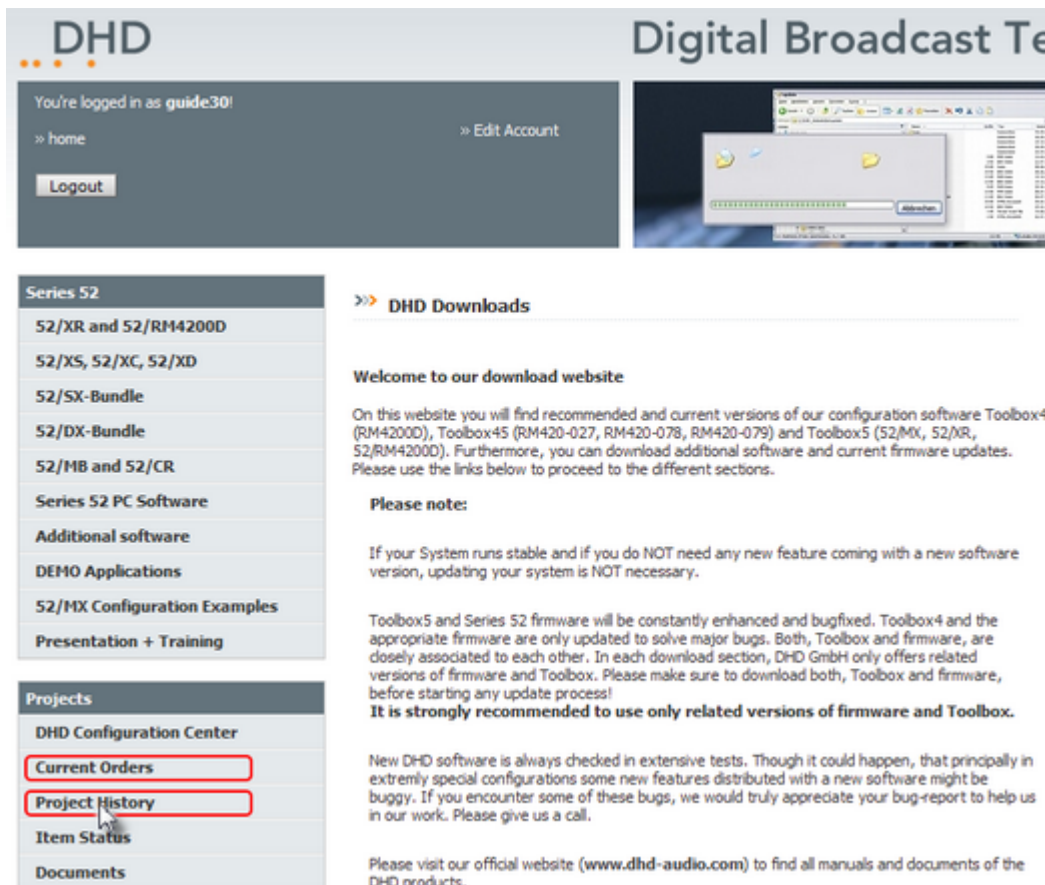 DHD
Digital Broadcast Te
You're logged in as guide30!
» home
» Edit Account
Logout
Abbrechen
Series 52
52/XR and 52/RM4200D
52/XS, 52/XC, 52/XD
52/SX-Bundle
52/DX-Bundle
52/MB and 52/CR
Series 52 PC Software
Additional software
DEMO Applications
52/MX Configuration Examples
Presentation + Training
Projects
DHD Configuration Center
Current Orders
Project History
Item Status
Documents
DHD Downloads
Welcome to our download website
On this website you will find recommended and current versions of our configuration software Toolbox4
(RM4200D), Toolbox45 (RM420-027, RM420-078, RM420-079) and Toolbox5 (52/MX, 52/XR,
52/RM4200D). Furthermore, you can download additional software and current firmware updates.
Please use the links below to proceed to the different sections.
Please note:
If your System runs stable and if you do NOT need any new feature coming with a new software
version, updating your system is NOT necessary.
Toolbox5 and Series 52 firmware will be constantly enhanced and bugfixed. Toolbox4 and the
appropriate firmware are only updated to solve major bugs. Both, Toolbox and firmware, are
closely associated to each other. In each download section, DHD GmbH only offers related
versions of firmware and Toolbox. Please make sure to download both, Toolbox and firmware,
before starting any update process!
It is strongly recommended to use only related versions of firmware and Toolbox.
New DHD software is always checked in extensive tests. Though it could happen, that principally in
extremly special configurations some new features distributed with a new software might be
buggy. If you encounter some of these bugs, we would truly appreciate your bug-report to help us
in our work. Please give us a call.
Please visit our official website (www.dhd-audio.com) to find all manuals and documents of the
DHD products.